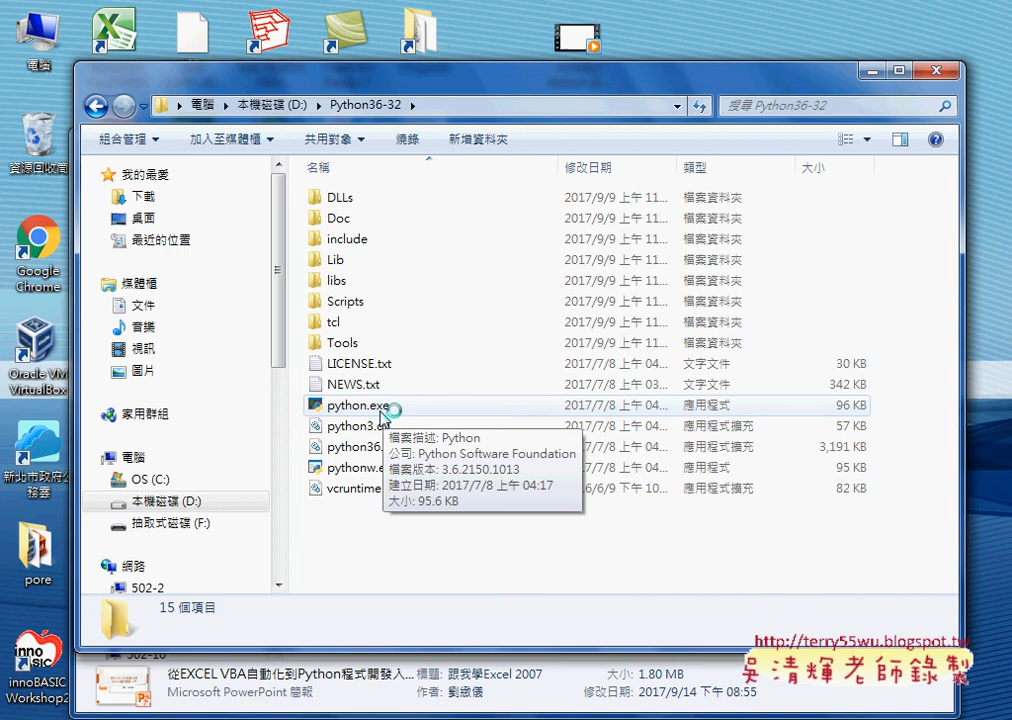 電腦
資源回收筒
Google
Chrome
Oracle VM
VirtualBox
新北市政府公
務雲
pore
innoBASIC
Workshop2
電腦
本機磁碟 (D:)
Python36-32
搜尋 Python36-32
組合管理
加入至媒體櫃
共用對象
燒錄
新增資料夾
我的最愛
下載
桌面
最近的位置
媒體櫃
文件
音樂
視訊
圖片
家用群組
電腦
OS (C:)
本機磁碟 (D:)
抽取式磁碟 (F:)
網路
502-2
名稱 修改日期 類型 大小
DLLs 2017/9/9 上午 11... 檔案資料夾
Doc 2017/9/9 上午 11... 檔案資料夾
include 2017/9/9 上午 11... 檔案資料夾
Lib 2017/9/9 上午 11... 檔案資料夾
libs 2017/9/9 上午 11... 檔案資料夾
Scripts 2017/9/9 上午 11... 檔案資料夾
tcl 2017/9/9 上午 11... 檔案資料夾
Tools 2017/9/9 上午 11... 檔案資料夾
LICENSE.txt 2017/7/8 上午 04... 文字文件 30 KB
NEWS.txt 2017/7/8 上午 03... 文字文件 342 KB
python.exe 2017/7/8 上午 04... 應用程式 96 KB
python3.d 2017/7/8 上午 04... 應用程式擴充 57 KB
python36. 2017/7/8 上午 04... 應用程式擴充 3,191 KB
pythonw.e 2017/7/8 上午 04... 應用程式 95 KB
vcruntime 6/6/9 下午 10... 應用程式擴充 82 KB
檔案描述: Python
公司: Python Software Foundation
檔案版本: 3.6.2150.1013
建立日期: 2017/7/8 上午 04:17
大小: 95.6 KB
15 個項目
502-10
從EXCEL VBA自動化到Python程式開發入... 標題: 跟我學Excel 2007 大小: 1.80 MB
Microsoft PowerPoint 簡報 作者: 劉緻儀 修改日期: 2017/9/14 下午 08:55
http://terry55wu.blogspot.tw
吳清輝老師錄製